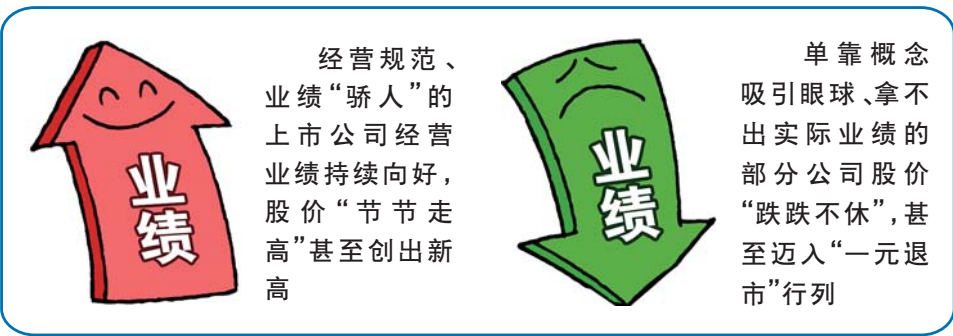 业绩
经营规范、
业绩“骄人”的
上市公司经营
业绩持续向好，
股价“节节走
高”甚至创出新
高
业绩
单靠概念
吸引眼球、拿不
出实际业绩的
部分公司股价
“跌跌不休”，甚
至迈入“一元退
市”行列